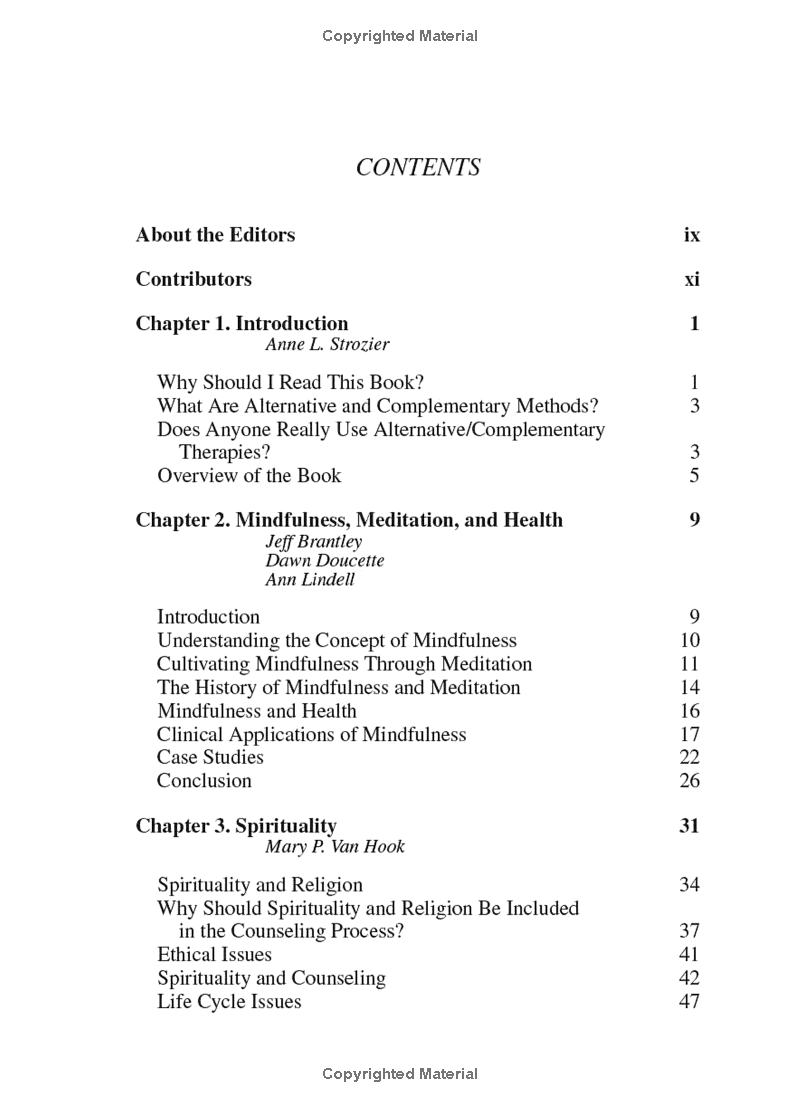 Copyrighted Material
CONTENTS
About the Editors ix
Contributors xi
Chapter 1. Introduction 1
Anne L. Strozier
Why Should I Read This Book? 1
What Are Alternative and Complementary Methods? 3
Does Anyone Really Use Alternative/Complementary
Therapies? 3
Overview of the Book 5
Chapter 2. Mindfulness, Meditation, and Health 9
Jeff Brantley
Dawn Doucette
Ann Lindell
Introduction 9
Understanding the Concept of Mindfulness 10
Cultivating Mindfulness Through Meditation 11
The History of Mindfulness and Meditation 14
Mindfulness and Health 16
Clinical Applications of Mindfulness 17
Case Studies 22
Conclusion 26
Chapter 3. Spirituality 31
Mary P. Van Hook
Spirituality and Religion 34
Why Should Spirituality and Religion Be Included
in the Counseling Process? 37
Ethical Issues 41
Spirituality and Counseling 42
Life Cycle Issues 47
Copyrighted Material